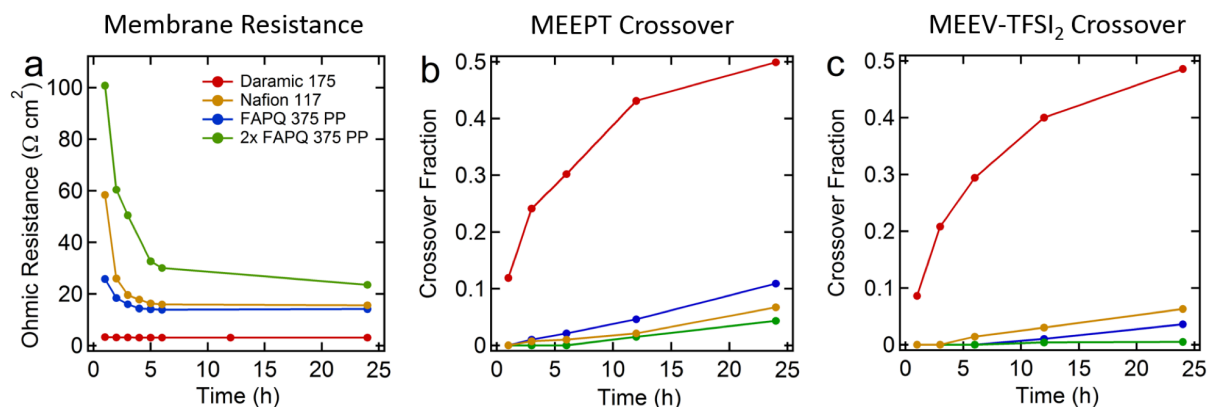 Membrane Resistance
MEEPT Crossover
MEEV-TFSI₂ Crossover
a
Ohmic Resistance (Ω cm²)
100
80
60
40
20
0
Daramic 175
Nafion 117
FAPQ 375 PP
2x FAPQ 375 PP
0 5 10 15 20 25
Time (h)
b
Crossover Fraction
0.5
0.4
0.3
0.2
0.1
0
0 5 10 15 20 25
Time (h)
c
Crossover Fraction
0.5
0.4
0.3
0.2
0.1
0
0 5 10 15 20 25
Time (h)